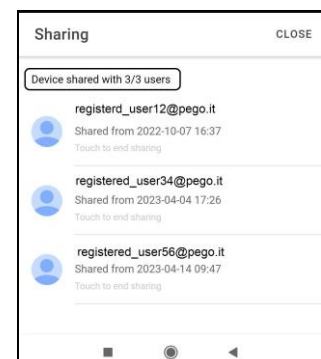 Sharing CLOSE
Device shared with 3/3 users
registerd_user12@pego.it
Shared from 2022-10-07 16:37
Touch to end sharing
registered_user34@pego.it
Shared from 2023-04-04 17:26
Touch to end sharing
registered_user56@pego.it
Shared from 2023-04-14 09:47
Touch to end sharing